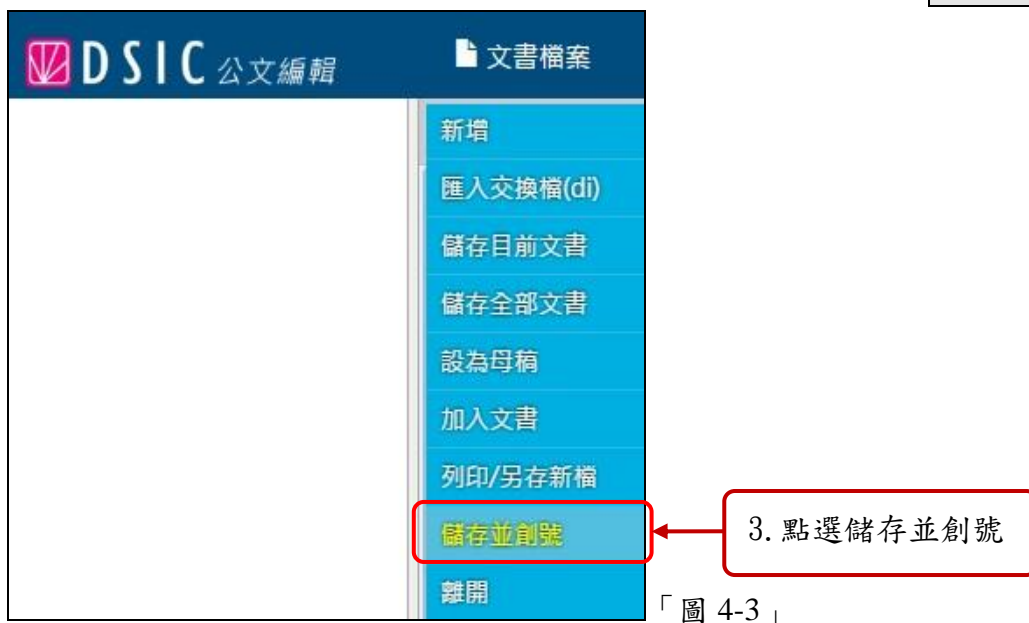 DSIC 公文編輯
文書檔案
新增
匯入交換檔(di)
儲存目前文書
儲存全部文書
設為母稿
加入文書
列印/另存新檔
儲存並創號
3.點選儲存並創號
離開
「圖 4-3」